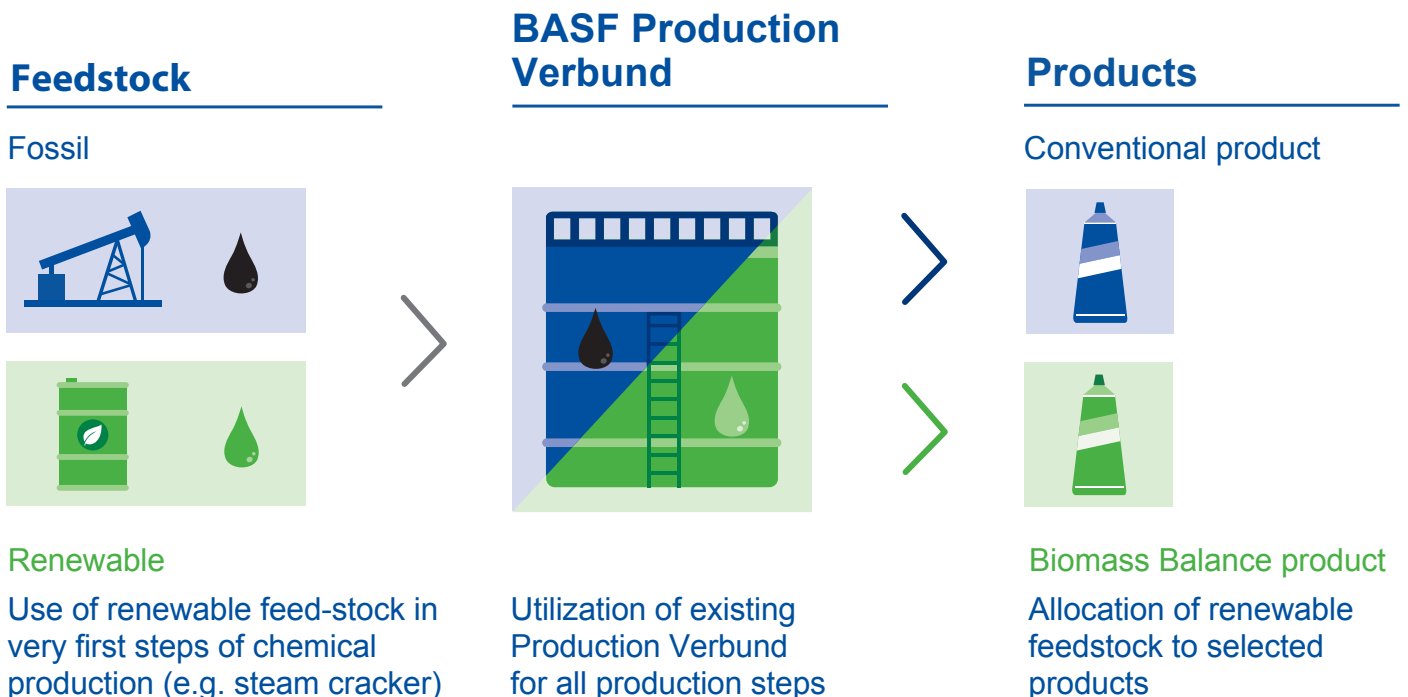 Feedstock
Fossil
Renewable
Use of renewable feed-stock in
very first steps of chemical
production (e.g. steam cracker)
BASF Production
Verbund
Utilization of existing
Production Verbund
for all production steps
Products
Conventional product
Biomass Balance product
Allocation of renewable
feedstock to selected
products